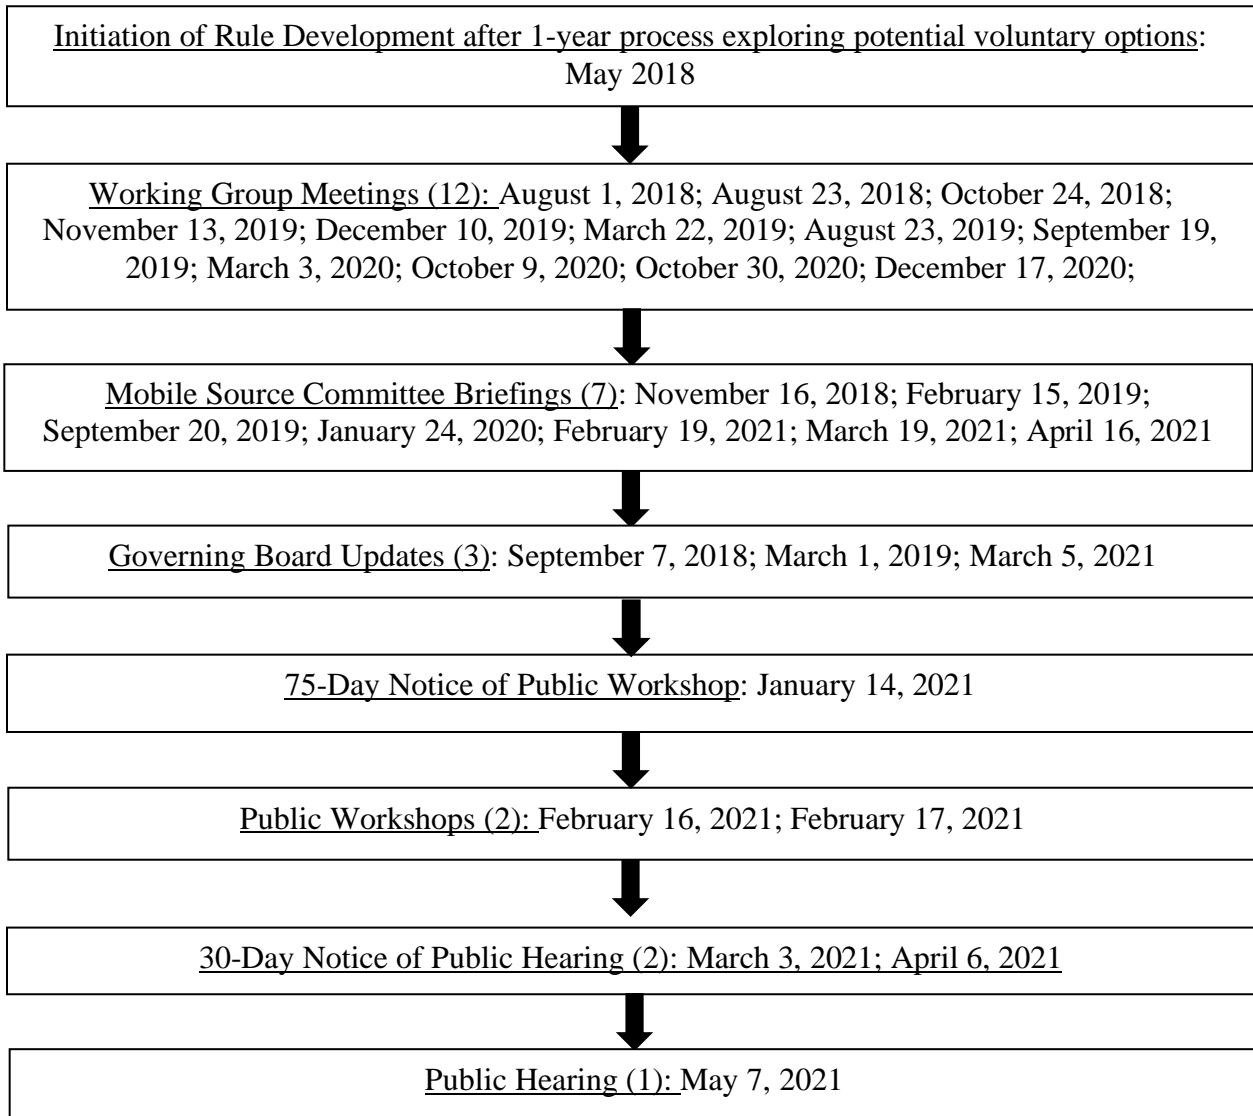 Initiation of Rule Development after 1-year process exploring potential voluntary options:
May 2018
Working Group Meetings (12): August 1, 2018; August 23, 2018; October 24, 2018;
November 13, 2019; December 10, 2019; March 22, 2019; August 23, 2019; September 19,
2019; March 3, 2020; October 9, 2020; October 30, 2020; December 17, 2020;
Mobile Source Committee Briefings (7): November 16, 2018; February 15, 2019;
September 20, 2019; January 24, 2020; February 19, 2021; March 19, 2021; April 16, 2021
Governing Board Updates (3): September 7, 2018; March 1, 2019; March 5, 2021
75-Day Notice of Public Workshop: January 14, 2021
Public Workshops (2): February 16, 2021; February 17, 2021
30-Day Notice of Public Hearing (2): March 3, 2021; April 6, 2021
Public Hearing (1): May 7, 2021